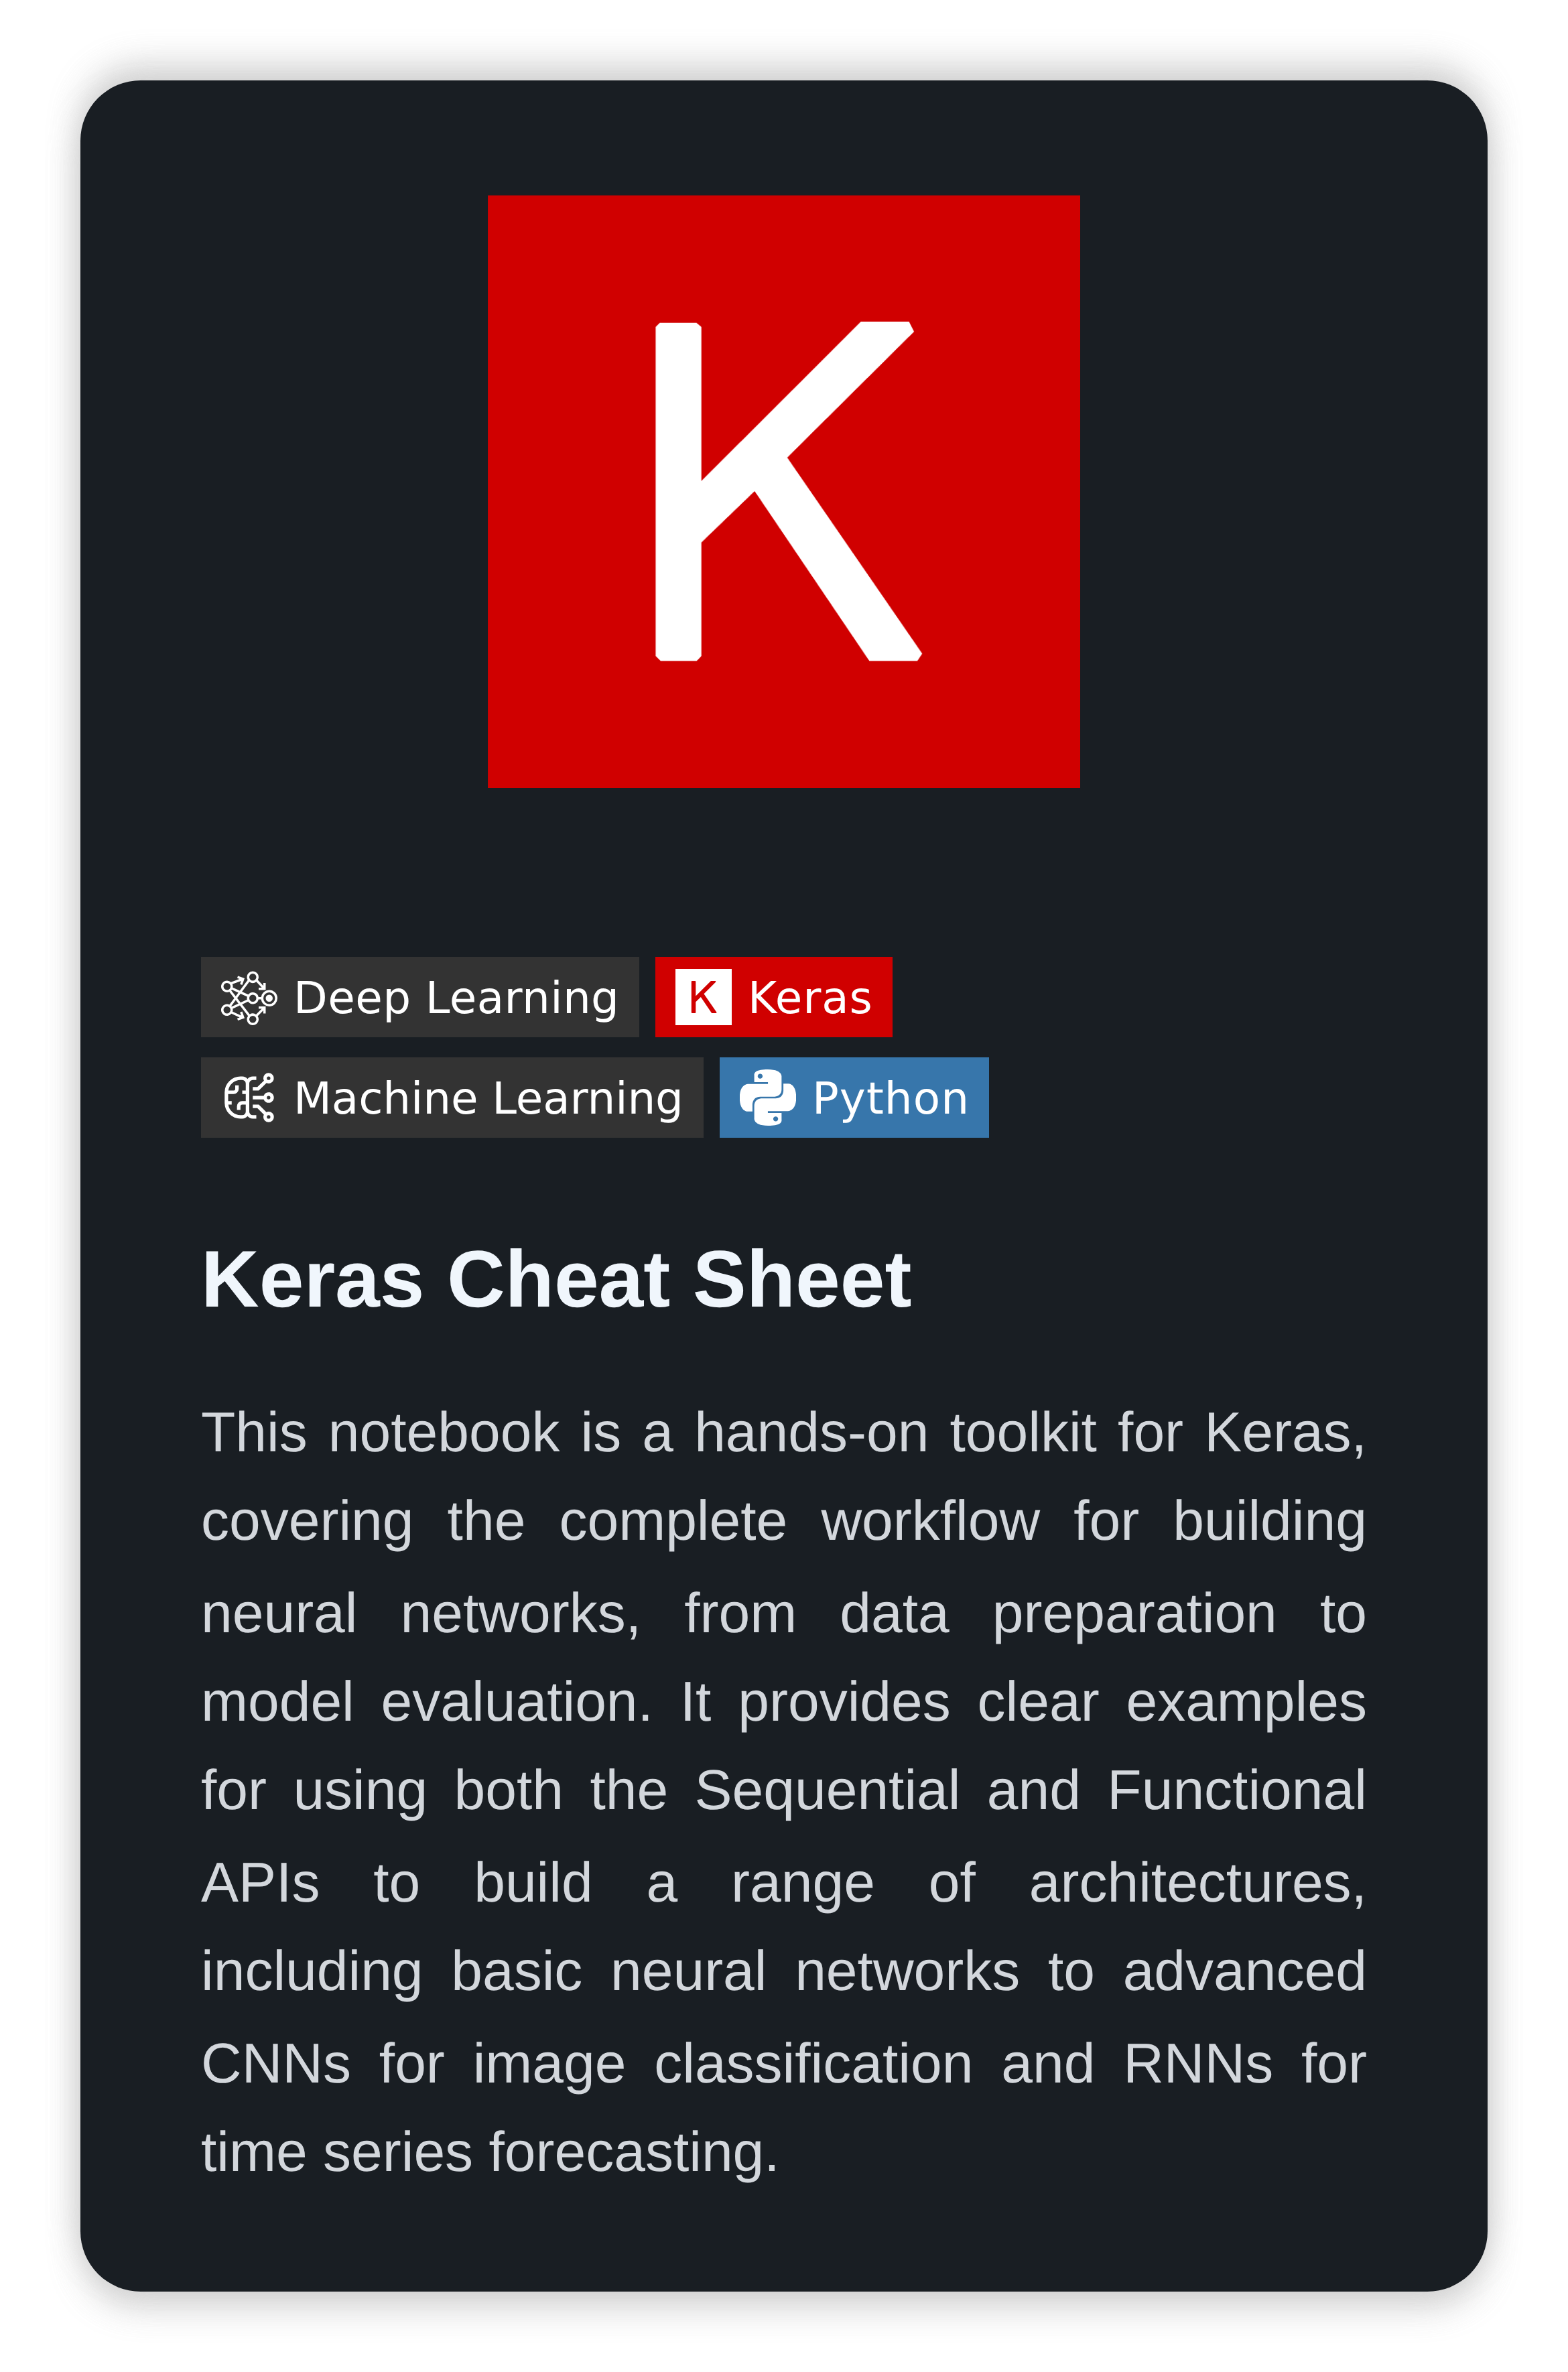 K
Deep Learning
K Keras
Machine Learning
Python
Keras Cheat Sheet
This notebook is a hands-on toolkit for Keras,
covering the complete workflow for building
neural networks, from data preparation to
model evaluation. It provides clear examples
for using both the Sequential and Functional
APIs to build a range of architectures,
including basic neural networks to advanced
CNNs for image classification and RNNs for
time series forecasting.